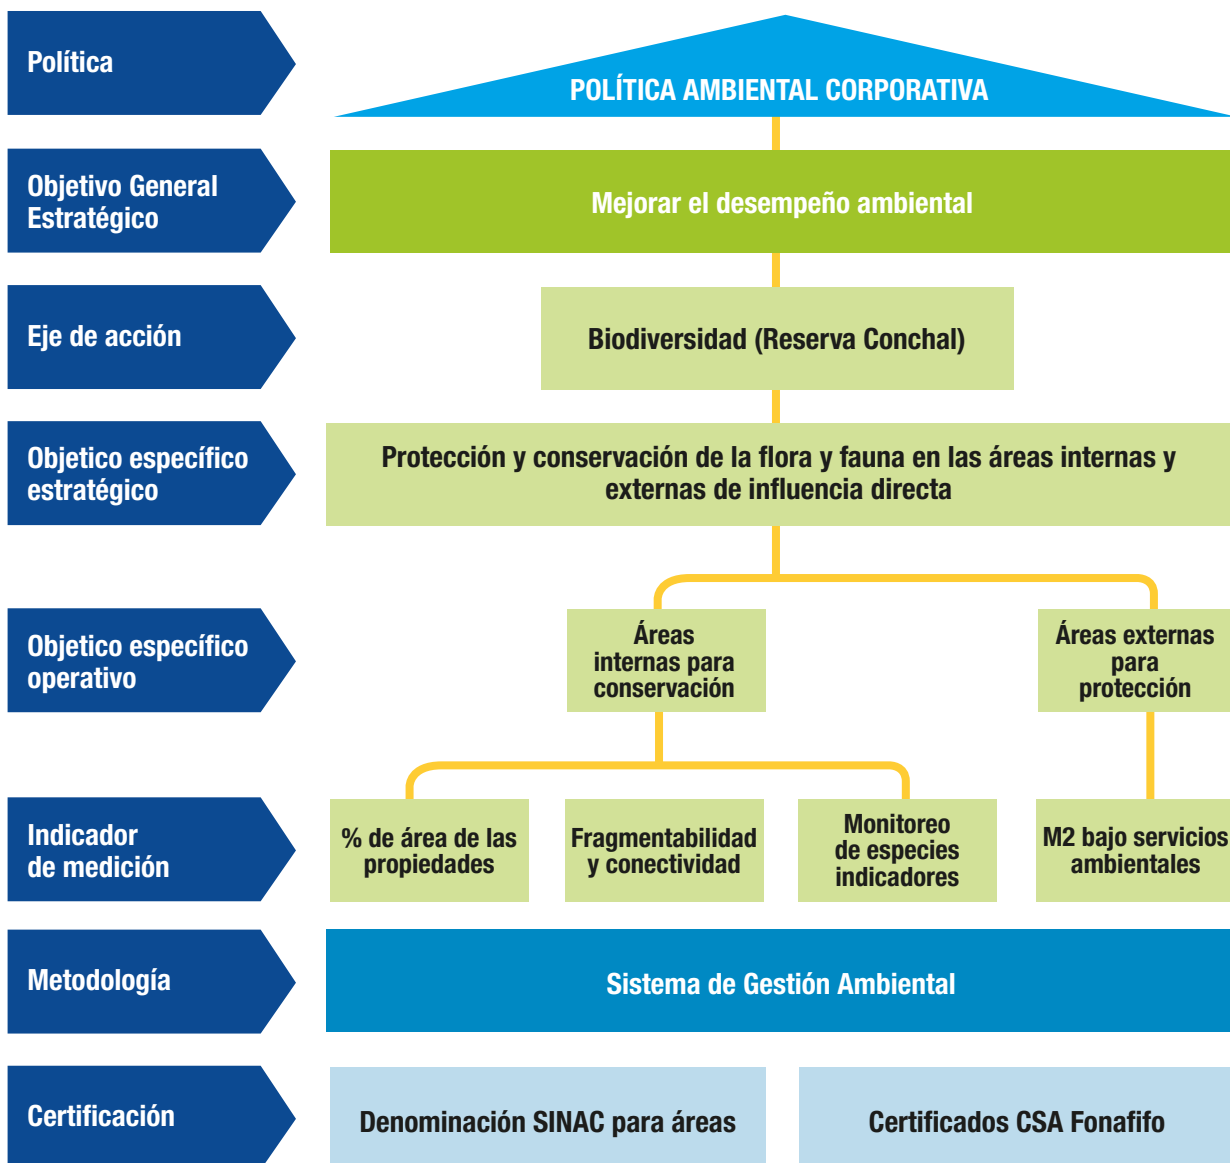 Política
POLÍTICA AMBIENTAL CORPORATIVA
Objetivo General
Estratégico
Mejorar el desempeño ambiental
Eje de acción
Biodiversidad (Reserva Conchal)
Objetico específico
estratégico
Protección y conservación de la flora y fauna en las áreas internas y
externas de influencia directa
Objetico específico
operativo
Áreas
internas para
conservación
Áreas externas
para
protección
Indicador
de medición
% de área de las
propiedades
Fragmentabilidad
y conectividad
Monitoreo
de especies
indicadores
M2 bajo servicios
ambientales
Metodología
Sistema de Gestión Ambiental
Certificación
Denominación SINAC para áreas
Certificados CSA Fonafifo